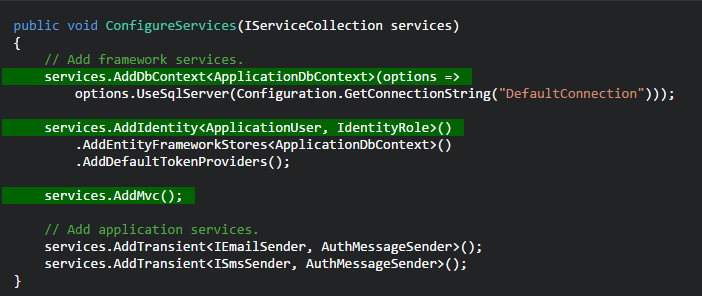 public void ConfigureServices(IServiceCollection services)
{
    // Add framework services.
    services.AddDbContext<ApplicationDbContext>(options =>
        options.UseSqlServer(Configuration.GetConnectionString("DefaultConnection")));
    services.AddIdentity<ApplicationUser, IdentityRole>()
        .AddEntityFrameworkStores<ApplicationDbContext>()
        .AddDefaultTokenProviders();
    services.AddMvc();
    // Add application services.
    services.AddTransient<IEmailSender, AuthMessageSender>();
    services.AddTransient<ISmsSender, AuthMessageSender>();
}